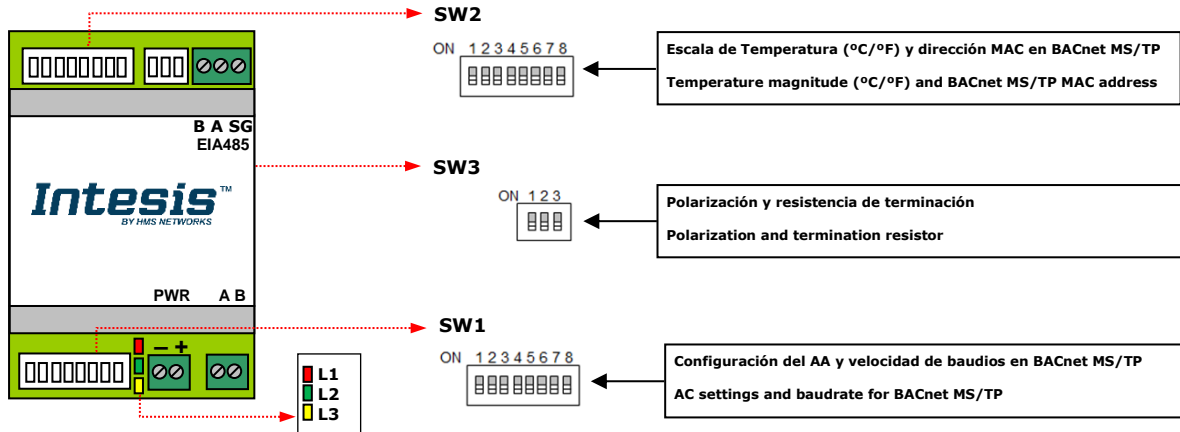 SW2
ON 1 2 3 4 5 6 7 8
Escala de Temperatura (ºC/ºF) y dirección MAC en BACnet MS/TP
Temperature magnitude (ºC/ºF) and BACnet MS/TP MAC address
B A SG
EIA485
Intesis™
BY HMS NETWORKS
SW3
ON 1 2 3
Polarización y resistencia de terminación
Polarization and termination resistor
PWR A B
– +
SW1
ON 1 2 3 4 5 6 7 8
Configuración del AA y velocidad de baudios en BACnet MS/TP
AC settings and baudrate for BACnet MS/TP
L1
L2
L3